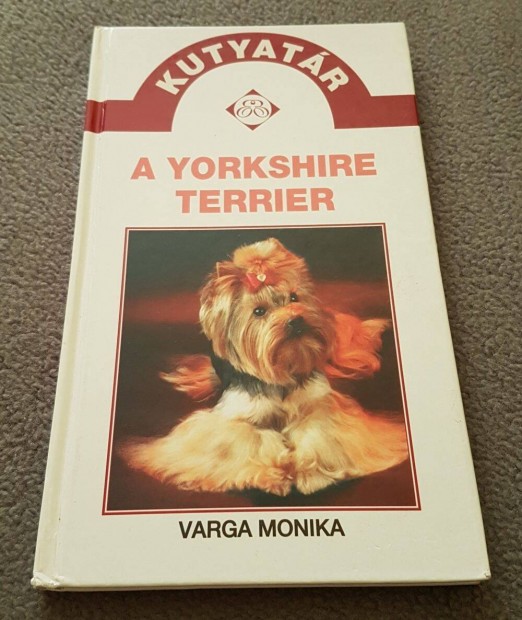 KUTYATÁR
A YORKSHIRE
TERRIER
VARGA MONIKA